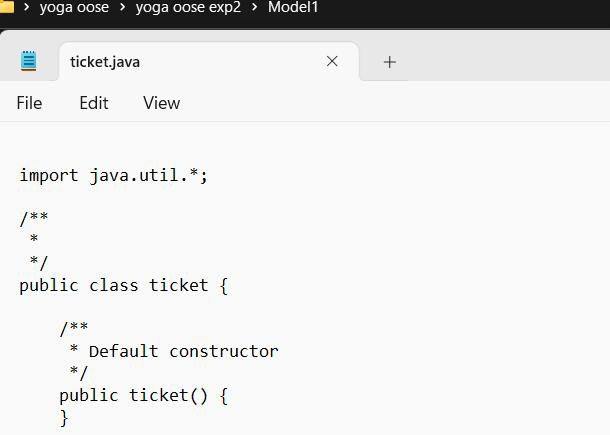 yoga oose > yoga oose exp2 > Model1
ticket.java
File Edit View
import java.util.*;
/**
 *
 */
public class ticket {
    /**
     * Default constructor
     */
    public ticket() {
    }